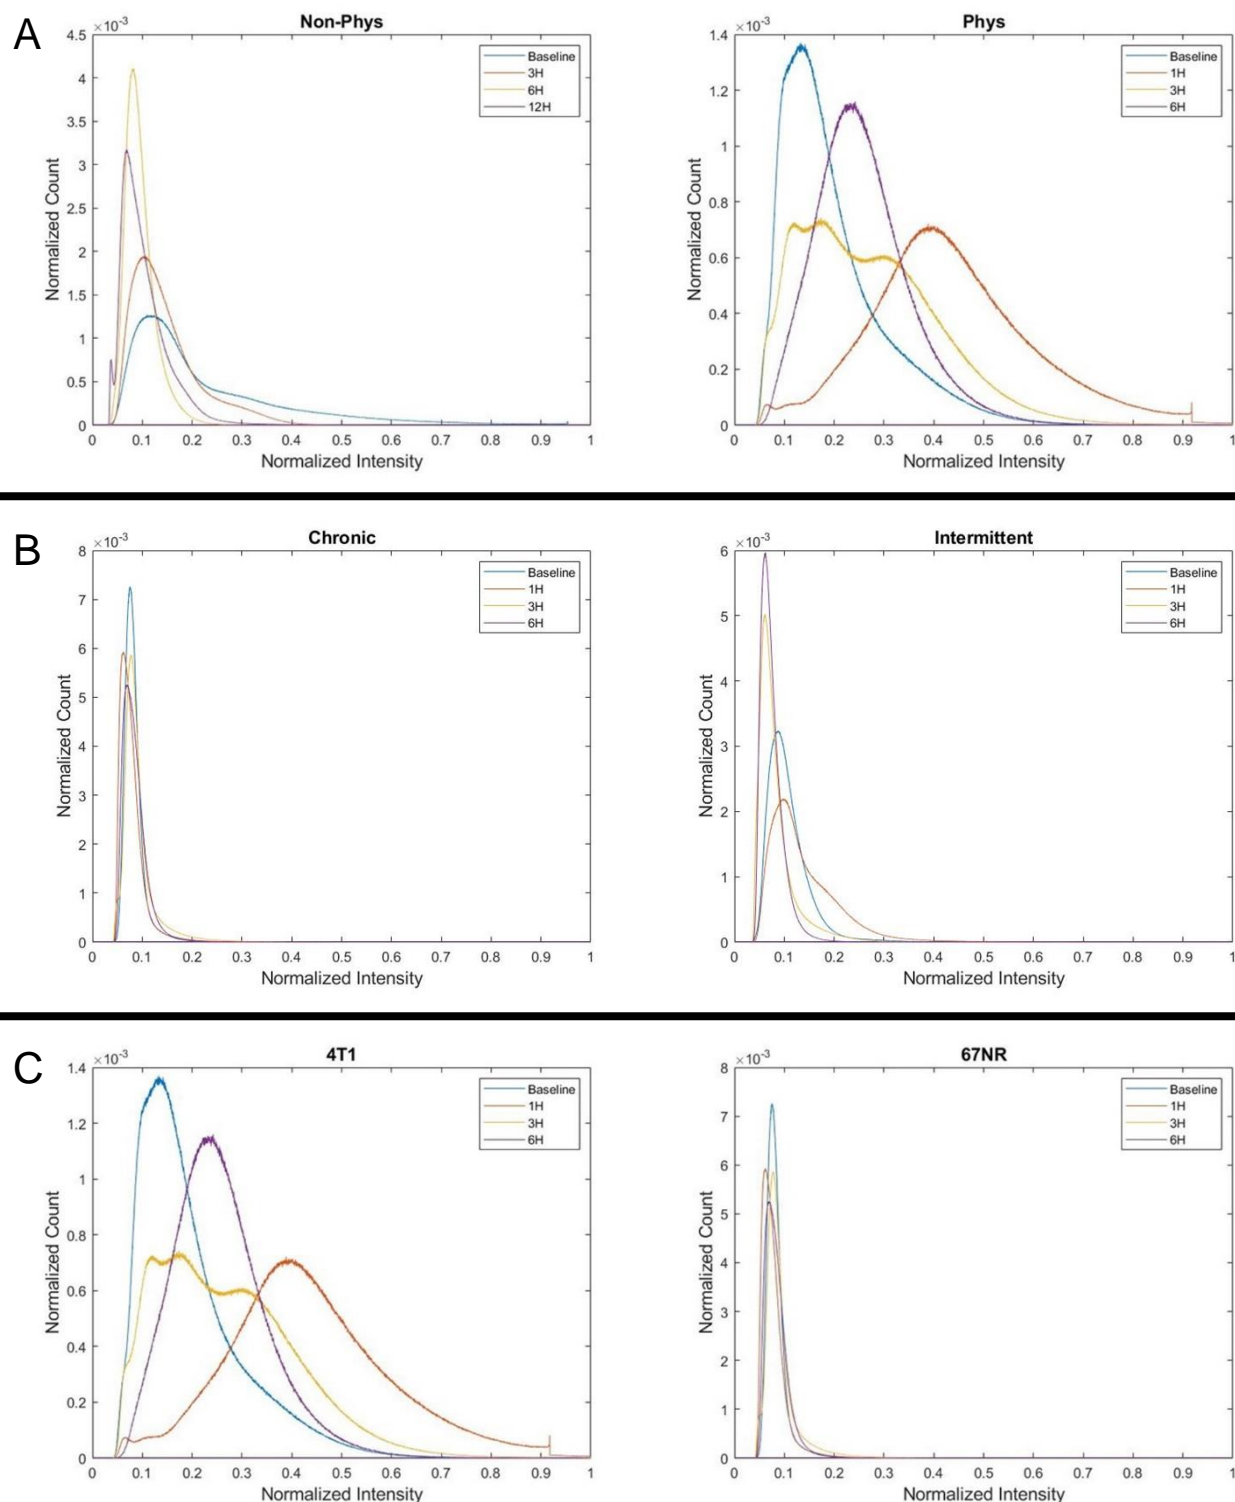 A
Non-Phys
×10-3
4.5
4
3.5
3
2.5
2
1.5
1
0.5
0
Normalized Count
Baseline
3H
6H
12H
0 0.1 0.2 0.3 0.4 0.5 0.6 0.7 0.8 0.9 1
Normalized Intensity
Phys
×10-3
1.4
1.2
1
0.8
0.6
0.4
0.2
0
Normalized Count
Baseline
1H
3H
6H
0 0.1 0.2 0.3 0.4 0.5 0.6 0.7 0.8 0.9 1
Normalized Intensity
B
Chronic
×10-3
8
7
6
5
4
3
2
1
0
Normalized Count
Baseline
1H
3H
6H
0 0.1 0.2 0.3 0.4 0.5 0.6 0.7 0.8 0.9 1
Normalized Intensity
Intermittent
×10-3
6
5
4
3
2
1
0
Normalized Count
Baseline
1H
3H
6H
0 0.1 0.2 0.3 0.4 0.5 0.6 0.7 0.8 0.9 1
Normalized Intensity
C
4T1
×10-3
1.4
1.2
1
0.8
0.6
0.4
0.2
0
Normalized Count
Baseline
1H
3H
6H
0 0.1 0.2 0.3 0.4 0.5 0.6 0.7 0.8 0.9 1
Normalized Intensity
67NR
×10-3
8
7
6
5
4
3
2
1
0
Normalized Count
Baseline
1H
3H
6H
0 0.1 0.2 0.3 0.4 0.5 0.6 0.7 0.8 0.9 1
Normalized Intensity